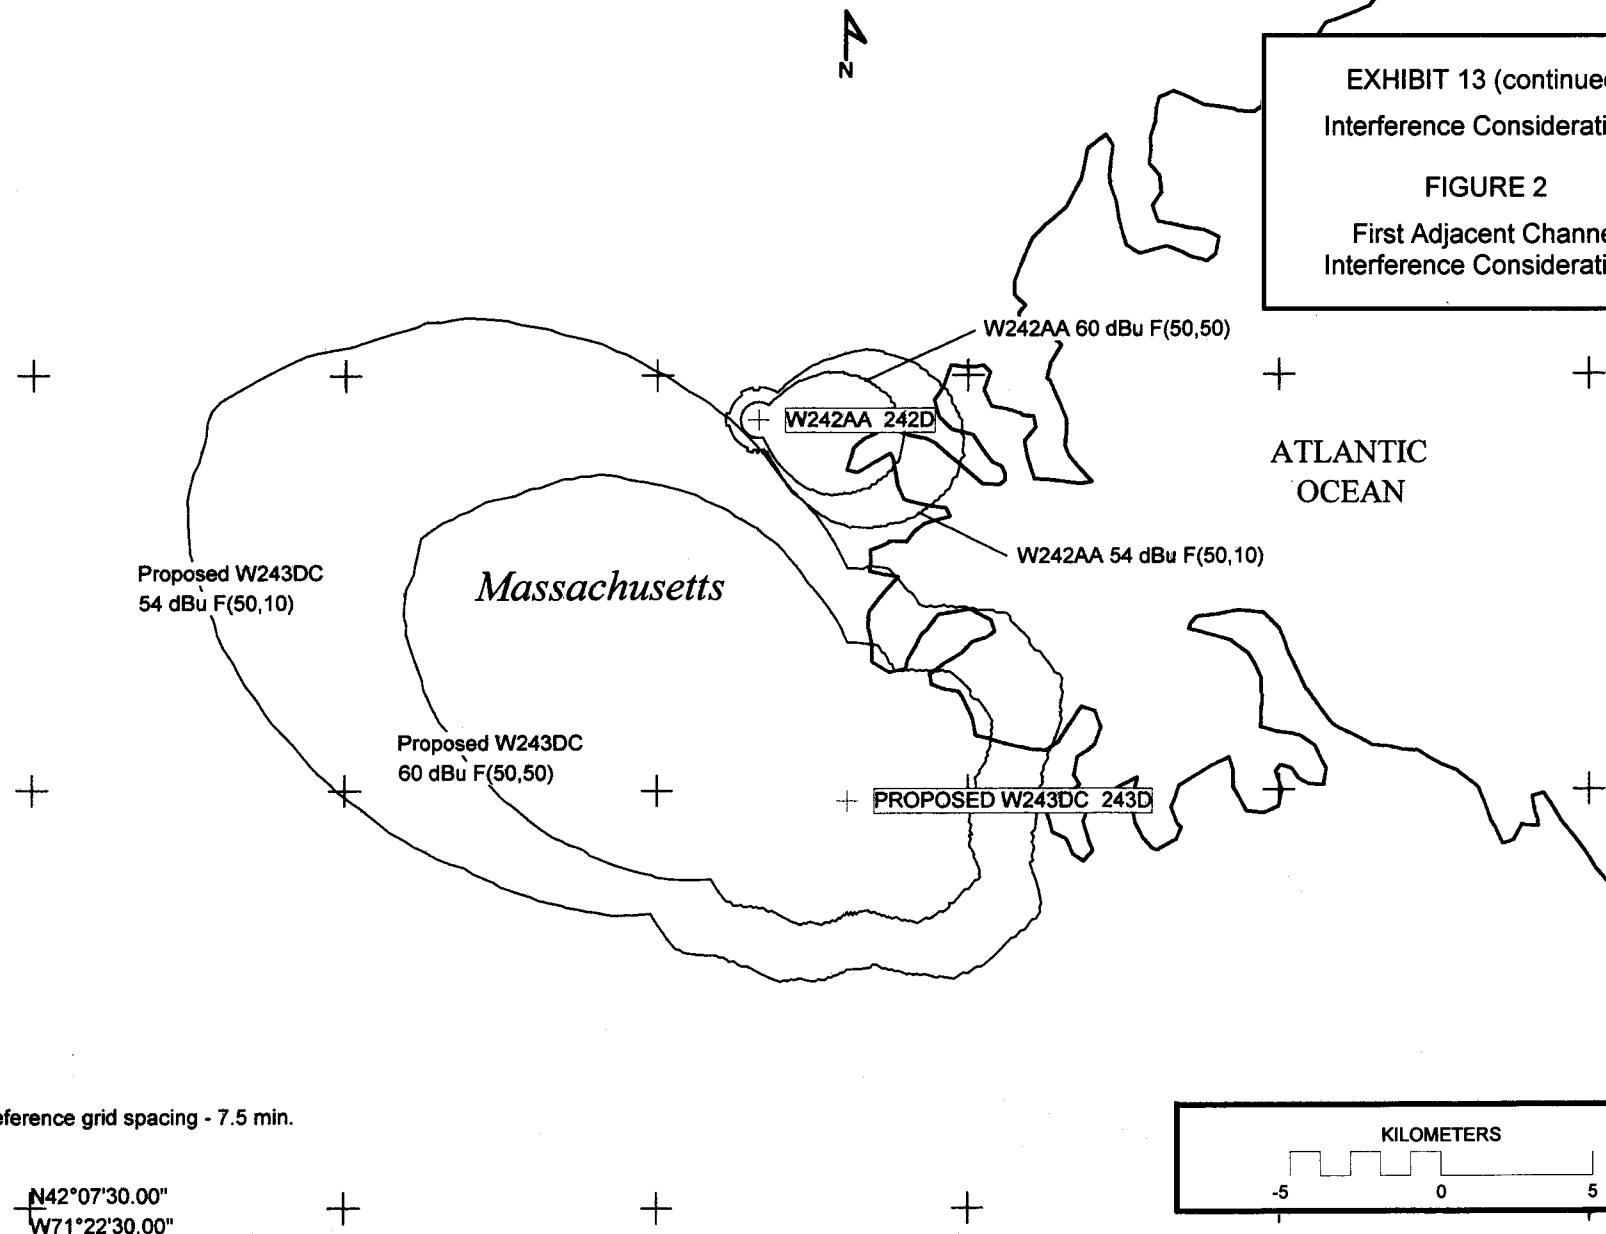 N
EXHIBIT 13 (continue
Interference Considerati
FIGURE 2
First Adjacent Channe
Interference Considerati
W242AA 60 dBu F(50,50)
W242AA 242D
ATLANTIC
OCEAN
W242AA 54 dBu F(50,10)
Proposed W243DC
54 dBu F(50,10)
Massachusetts
Proposed W243DC
60 dBu F(50,50)
PROPOSED W243DC 243D
eference grid spacing - 7.5 min.
KILOMETERS
-5 0 5
N42°07'30.00"
W71°22'30.00"